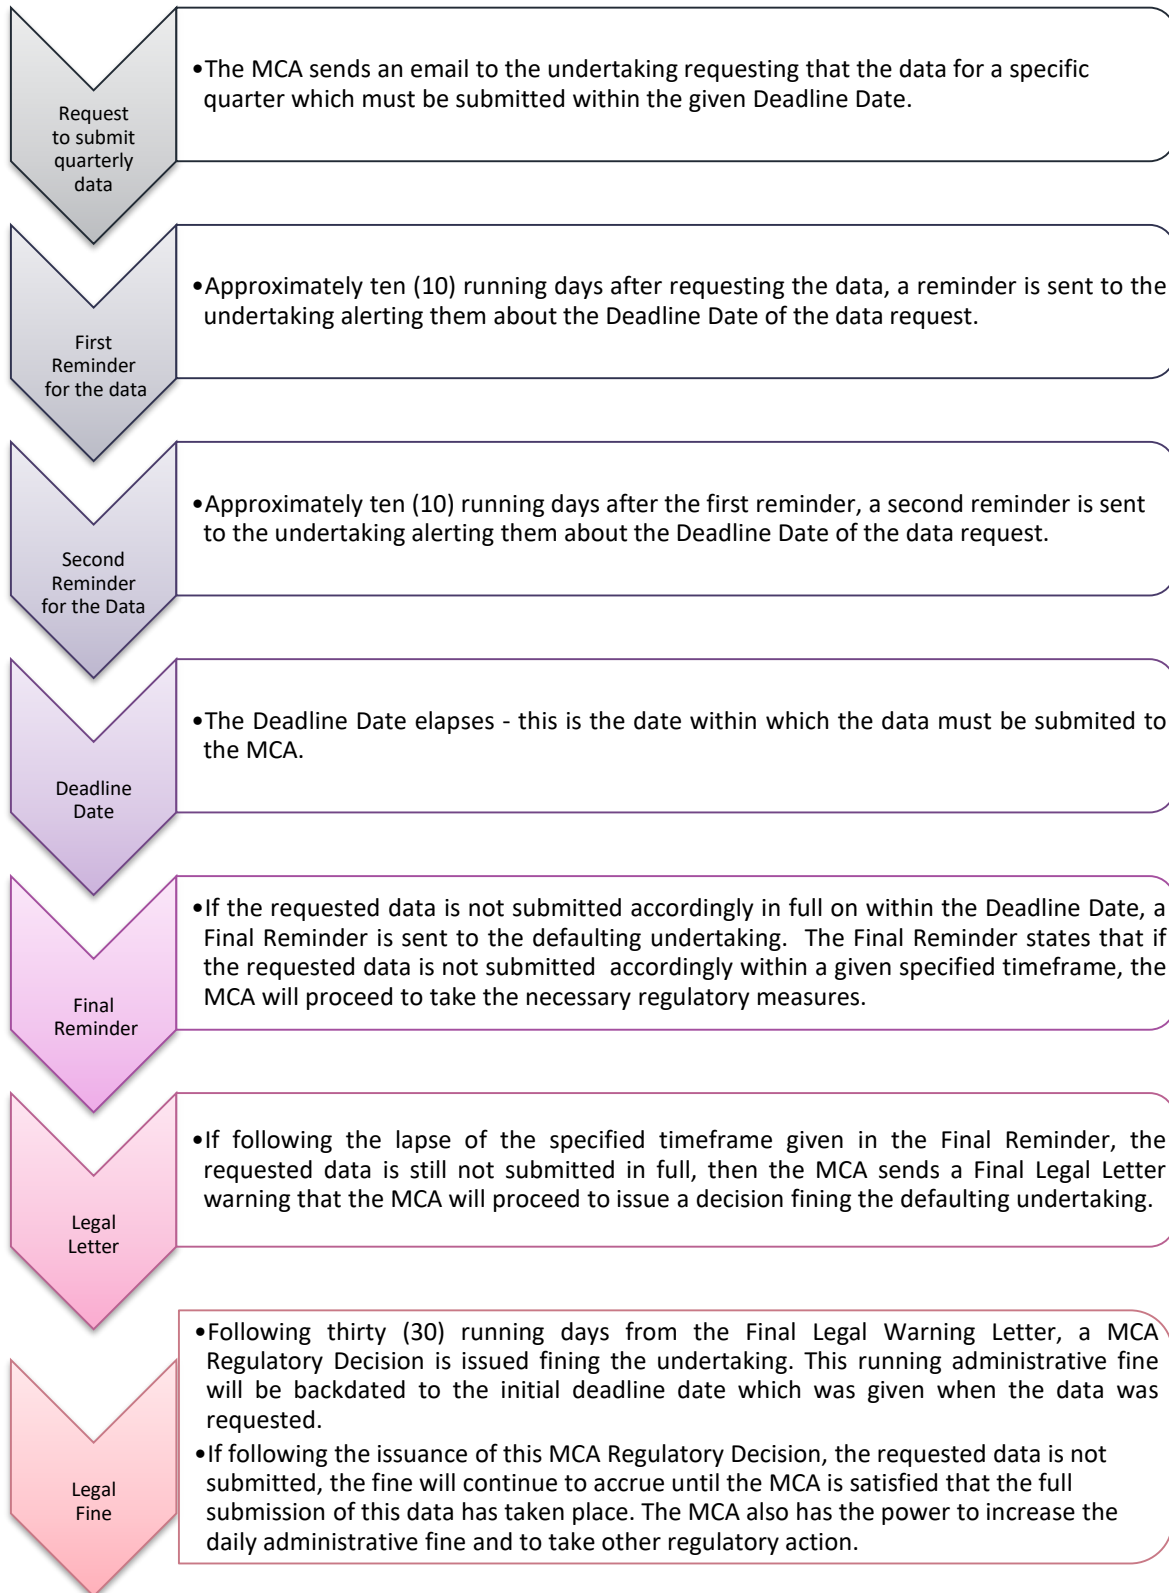 Request
to submit
quarterly
data
•The MCA sends an email to the undertaking requesting that the data for a specific
quarter which must be submitted within the given Deadline Date.
First
Reminder
for the data
•Approximately ten (10) running days after requesting the data, a reminder is sent to the
undertaking alerting them about the Deadline Date of the data request.
Second
Reminder
for the Data
•Approximately ten (10) running days after the first reminder, a second reminder is sent
to the undertaking alerting them about the Deadline Date of the data request.
Deadline
Date
•The Deadline Date elapses - this is the date within which the data must be submited to
the MCA.
Final
Reminder
•If the requested data is not submitted accordingly in full on within the Deadline Date, a
Final Reminder is sent to the defaulting undertaking. The Final Reminder states that if
the requested data is not submitted accordingly within a given specified timeframe, the
MCA will proceed to take the necessary regulatory measures.
Legal
Letter
•If following the lapse of the specified timeframe given in the Final Reminder, the
requested data is still not submitted in full, then the MCA sends a Final Legal Letter
warning that the MCA will proceed to issue a decision fining the defaulting undertaking.
Legal
Fine
•Following thirty (30) running days from the Final Legal Warning Letter, a MCA
Regulatory Decision is issued fining the undertaking. This running administrative fine
will be backdated to the initial deadline date which was given when the data was
requested.
•If following the issuance of this MCA Regulatory Decision, the requested data is not
submitted, the fine will continue to accrue until the MCA is satisfied that the full
submission of this data has taken place. The MCA also has the power to increase the
daily administrative fine and to take other regulatory action.